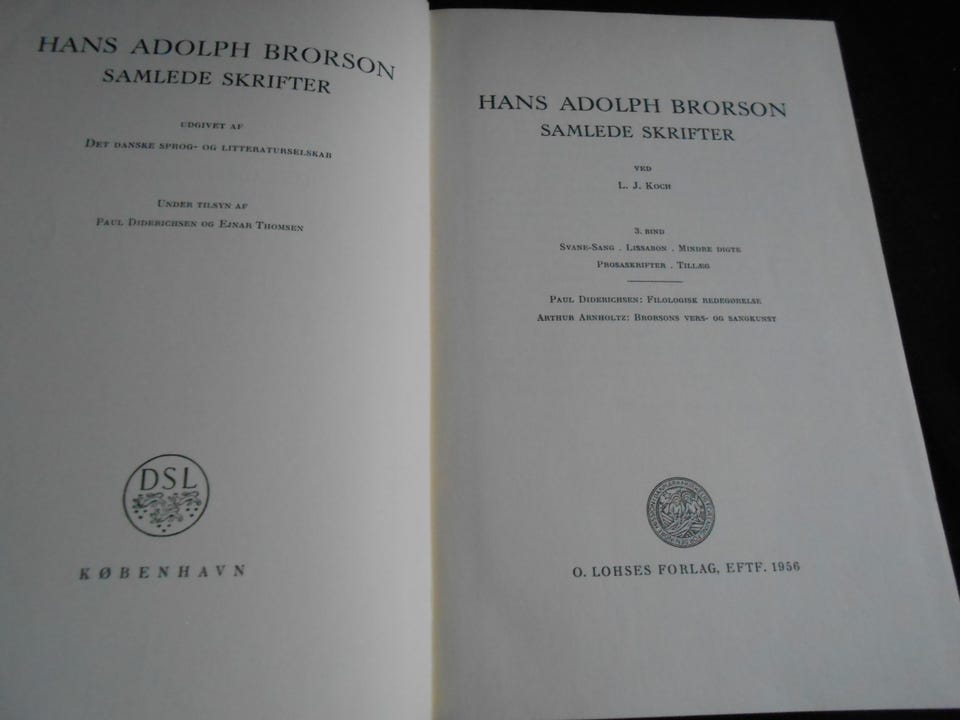 HANS ADOLPH BRORSON
SAMLEDE SKRIFTER
UDGIVET AF
DET DANSKE SPROG- OG LITTERATURSELSKAB
UNDER TILSYN AF
PAUL DIDERICHSEN OG EJNAR THOMSEN
DSL
KØBENHAVN
HANS ADOLPH BRORSON
SAMLEDE SKRIFTER
VED
L. J. KOCH
3. BIND
SVANE-SANG . LISSABON . MINDRE DIGTE
PROSASKRIFTER . TILLÆG
PAUL DIDERICHSEN: FILOLOGISK REDEGØRELSE
ARTHUR ARNHOLTZ: BRORSONS VERS- OG SANGKUNST
O. LOHSES FORLAG, EFTF. 1956